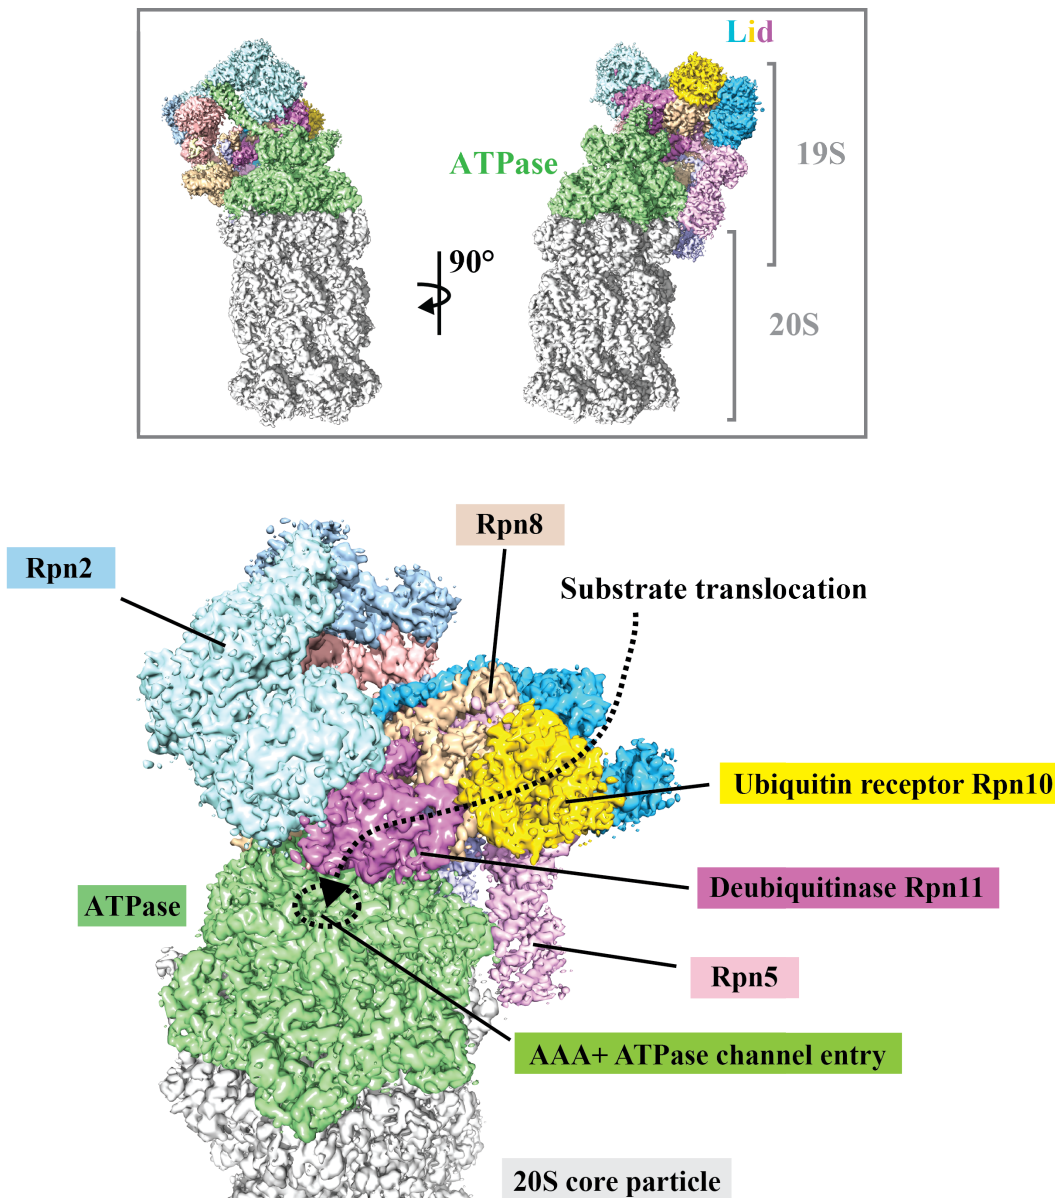 Lid
ATPase
19S
90°
20S
Rpn8
Rpn2
Substrate translocation
Ubiquitin receptor Rpn10
Deubiquitinase Rpn11
ATPase
Rpn5
AAA+ ATPase channel entry
20S core particle